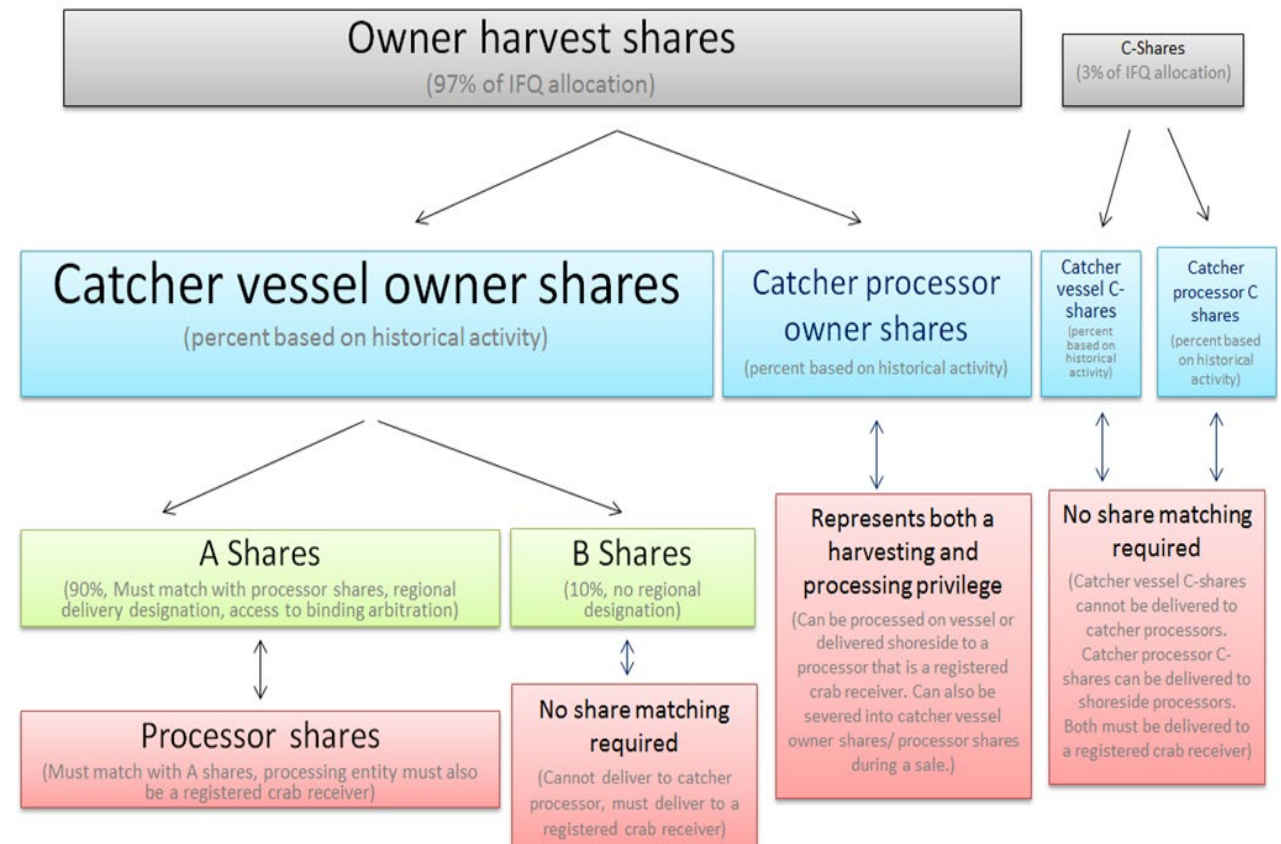 Owner harvest shares
(97% of IFQ allocation)
C-Shares
(3% of IFQ allocation)
Catcher vessel owner shares
(percent based on historical activity)
Catcher processor
owner shares
(percent based on historical activity)
Catcher
vessel C-
shares
(percent
based on
historical
activity)
Catcher
processor C
shares
(percent based
on historical
activity)
A Shares
(90%, Must match with processor shares, regional
delivery designation, access to binding arbitration)
B Shares
(10%, no regional
designation)
Represents both a
harvesting and
processing privilege
(Can be processed on vessel or
delivered shoreside to a
processor that is a registered
crab receiver. Can also be
severed into catcher vessel
owner shares/ processor shares
during a sale.)
No share matching
required
(Catcher vessel C-shares
cannot be delivered to
catcher processors.
Catcher processor C-
shares can be delivered to
shoreside processors.
Both must be delivered to
a registered crab receiver)
Processor shares
(Must match with A shares, processing entity must also
be a registered crab receiver)
No share matching
required
(Cannot deliver to catcher
processor, must deliver to a
registered crab receiver)